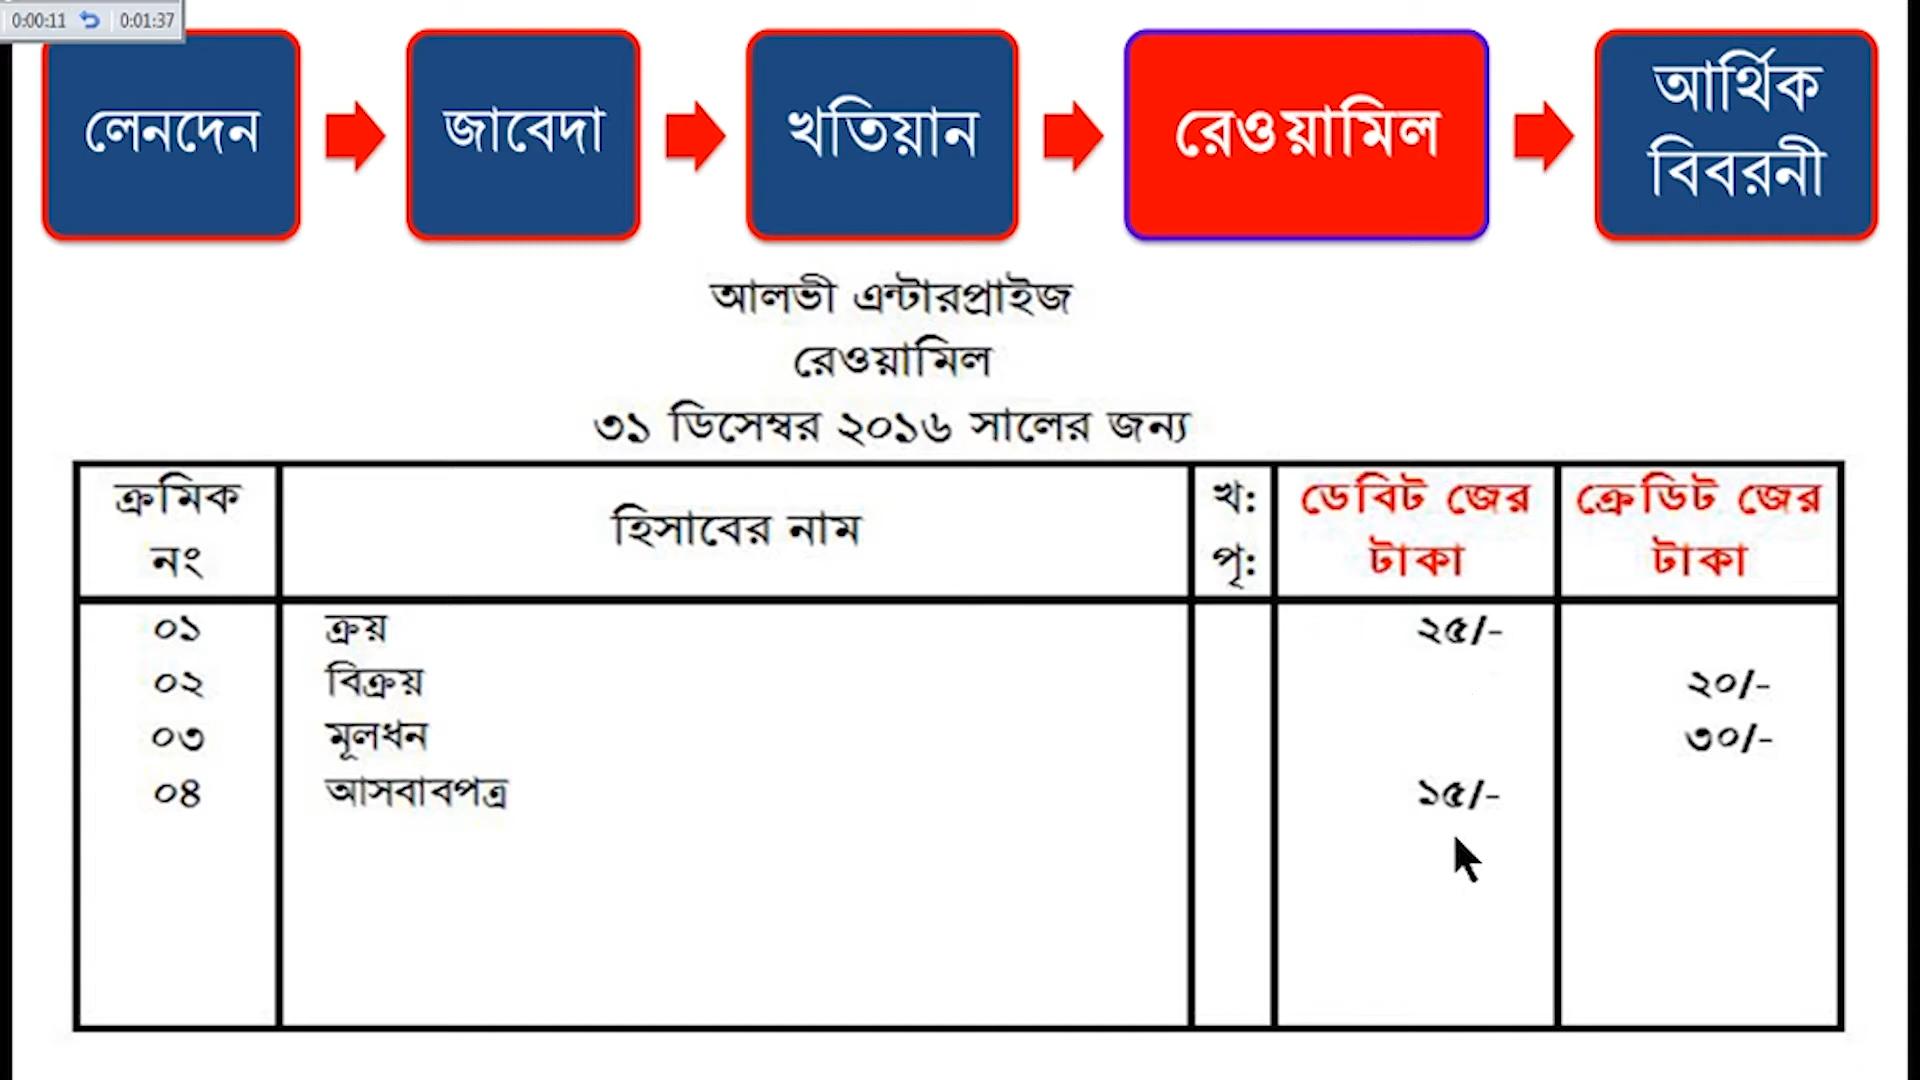 0:00:11 0:01:37
লেনদেন
জাবেদা
খতিয়ান
রেওয়ামিল
আর্থিক
বিবরনী
আলভী এন্টারপ্রাইজ
রেওয়ামিল
৩১ ডিসেম্বর ২০১৬ সালের জন্য
ক্রমিক
নং
হিসাবের নাম
খ:
পৃ:
ডেবিট জের
টাকা
ক্রেডিট জের
টাকা
০১ ক্রয় ২৫/-
০২ বিক্রয় ২০/-
০৩ মূলধন ৩০/-
০৪ আসবাবপত্র ১৫/-